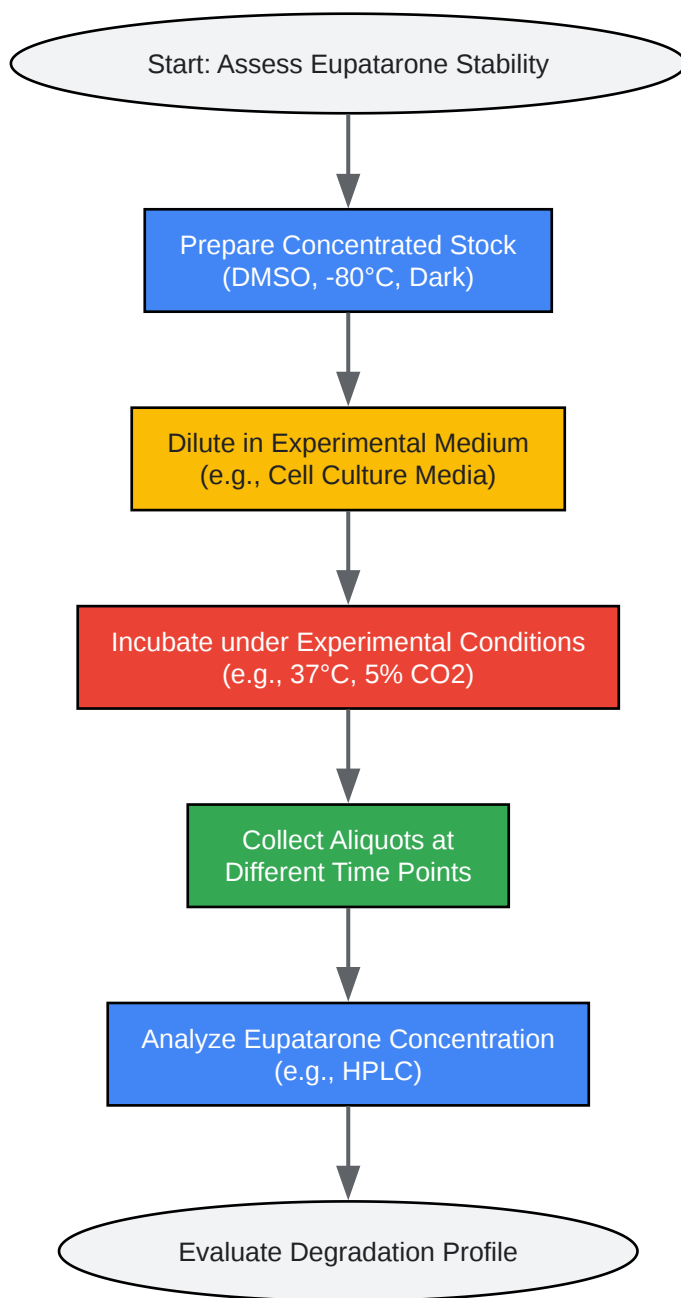 Start: Assess Eupatarone Stability
Prepare Concentrated Stock
(DMSO, -80°C, Dark)
Dilute in Experimental Medium
(e.g., Cell Culture Media)
Incubate under Experimental Conditions
(e.g., 37°C, 5% CO2)
Collect Aliquots at
Different Time Points
Analyze Eupatarone Concentration
(e.g., HPLC)
Evaluate Degradation Profile